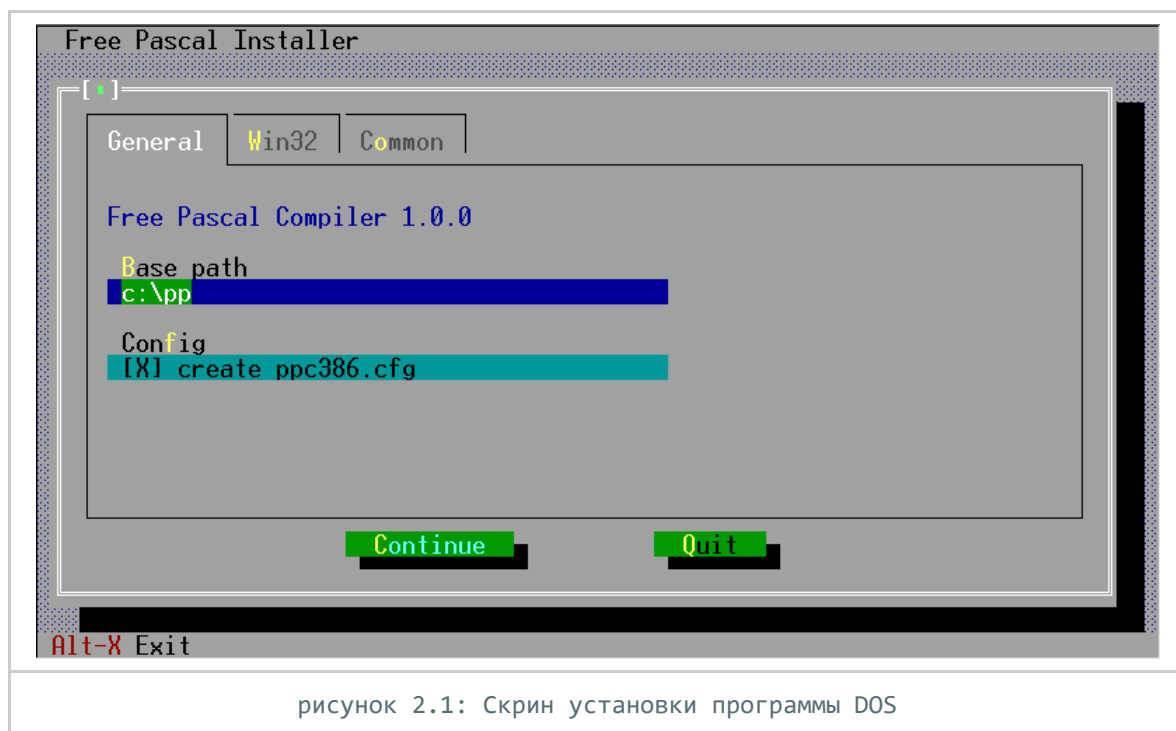 Free Pascal Installer
General Win32 Common
Free Pascal Compiler 1.0.0
Base path
c:\pp
Config
[X] create ppc386.cfg
Continue Quit
Alt-X Exit
рисунок 2.1: Скрин установки программы DOS